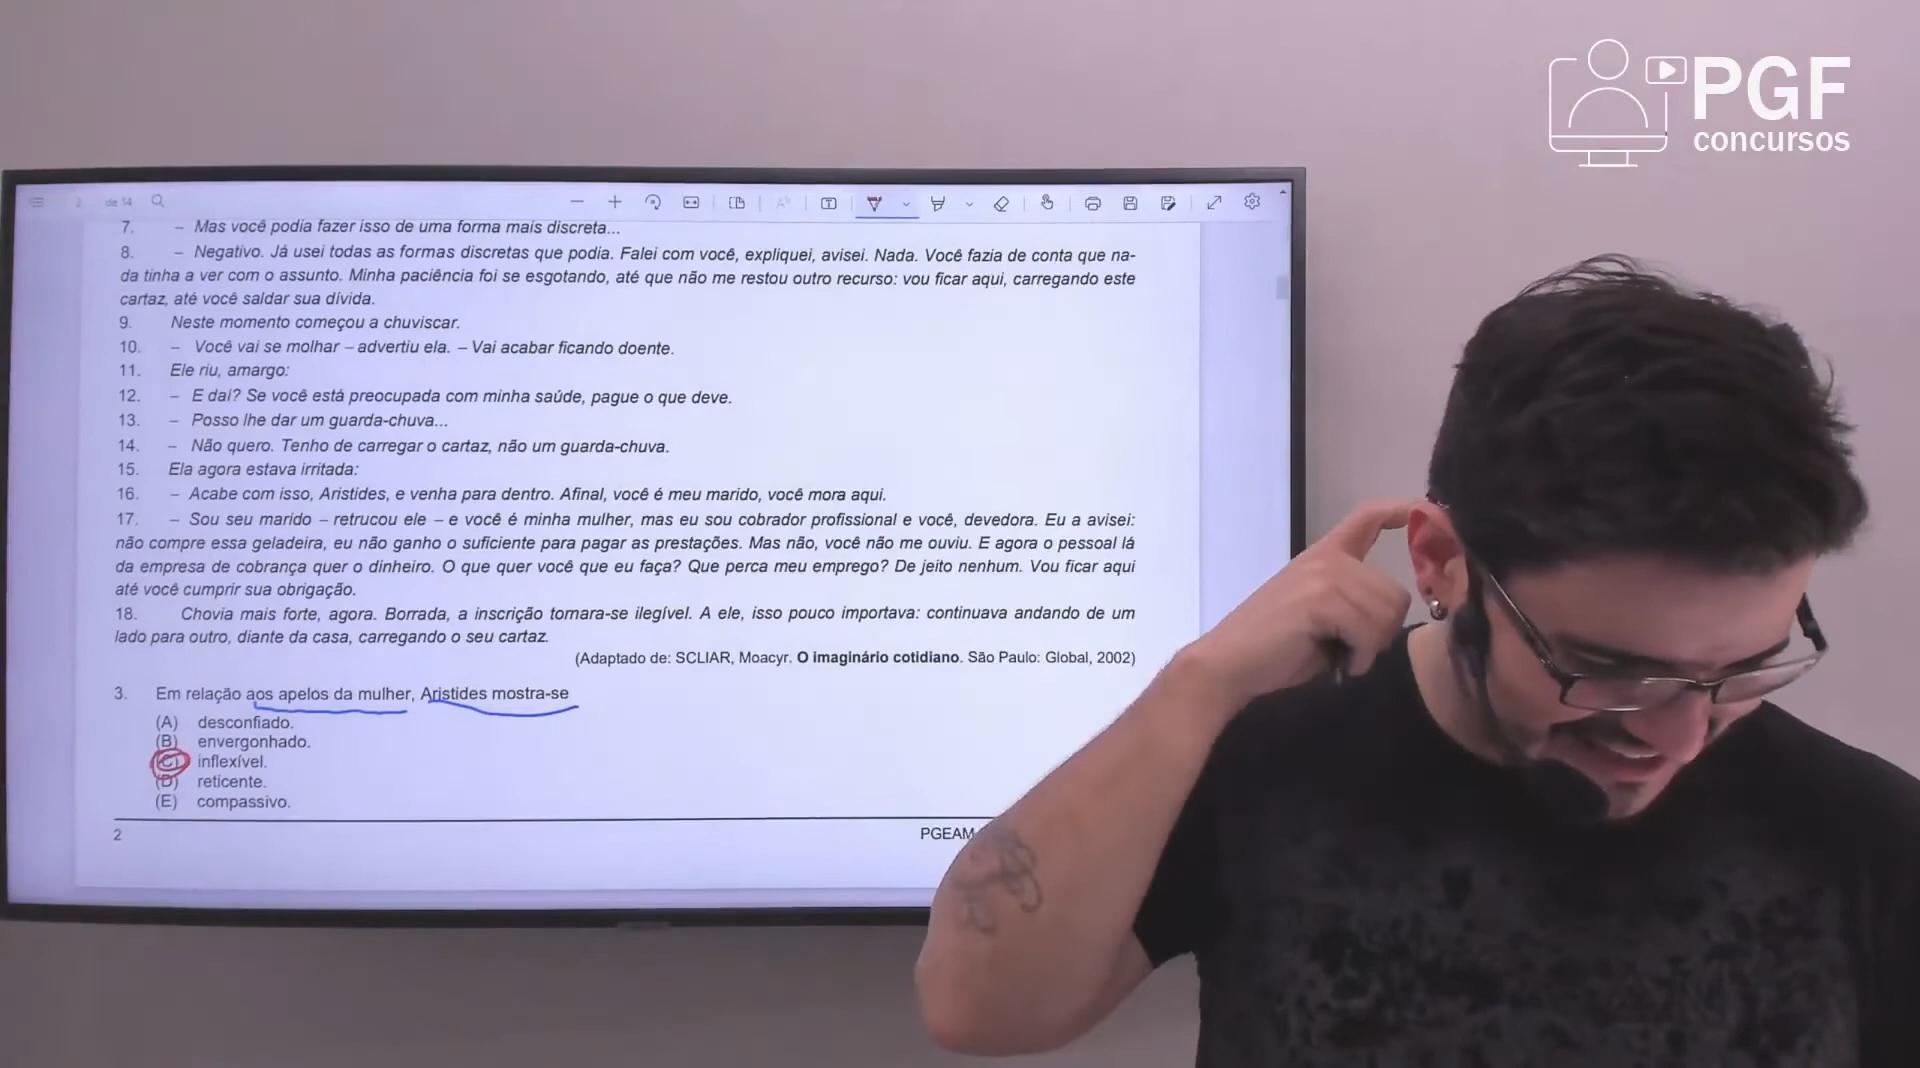 PGF
concursos
2 de 14
7. – Mas você podia fazer isso de uma forma mais discreta...
8. – Negativo. Já usei todas as formas discretas que podia. Falei com você, expliquei, avisei. Nada. Você fazia de conta que na-
da tinha a ver com o assunto. Minha paciência foi se esgotando, até que não me restou outro recurso: vou ficar aqui, carregando este
cartaz, até você saldar sua dívida.
9. Neste momento começou a chuviscar.
10. – Você vai se molhar – advertiu ela. – Vai acabar ficando doente.
11. Ele riu, amargo:
12. – E daí? Se você está preocupada com minha saúde, pague o que deve.
13. – Posso lhe dar um guarda-chuva...
14. – Não quero. Tenho de carregar o cartaz, não um guarda-chuva.
15. Ela agora estava irritada:
16. – Acabe com isso, Aristides, e venha para dentro. Afinal, você é meu marido, você mora aqui.
17. – Sou seu marido – retrucou ele – e você é minha mulher, mas eu sou cobrador profissional e você, devedora. Eu a avisei:
não compre essa geladeira, eu não ganho o suficiente para pagar as prestações. Mas não, você não me ouviu. E agora o pessoal lá
da empresa de cobrança quer o dinheiro. O que quer você que eu faça? Que perca meu emprego? De jeito nenhum. Vou ficar aqui
até você cumprir sua obrigação.
18. Chovia mais forte, agora. Borrada, a inscrição tornara-se ilegível. A ele, isso pouco importava: continuava andando de um
lado para outro, diante da casa, carregando o seu cartaz.
(Adaptado de: SCLIAR, Moacyr. O imaginário cotidiano. São Paulo: Global, 2002)
3. Em relação aos apelos da mulher, Aristides mostra-se
(A) desconfiado.
(B) envergonhado.
(C) inflexível.
(D) reticente.
(E) compassivo.
2
PGEAM